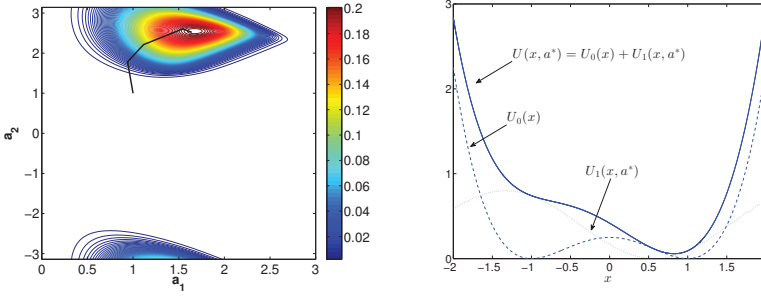 3
2
1
0
−1
−2
−3
a2
0 0.5 1 1.5 2 2.5 3
a1
0.2
0.18
0.16
0.14
0.12
0.1
0.08
0.06
0.04
0.02
3
2
1
0
U(x, a*) = U0(x) + U1(x, a*)
U0(x)
U1(x, a*)
−2 −1.5 −1 −0.5 0 0.5 1 1.5
x